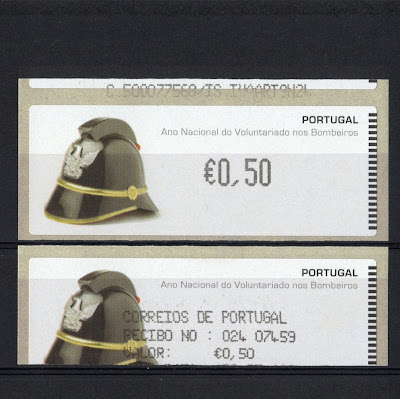 PORTUGAL
Ano Nacional do Voluntariado nos Bombeiros
€0,50
PORTUGAL
Ano Nacional do Voluntariado nos Bombeiros
CORREIOS DE PORTUGAL
RECIBO NO : 024 07459
VALOR: €0,50